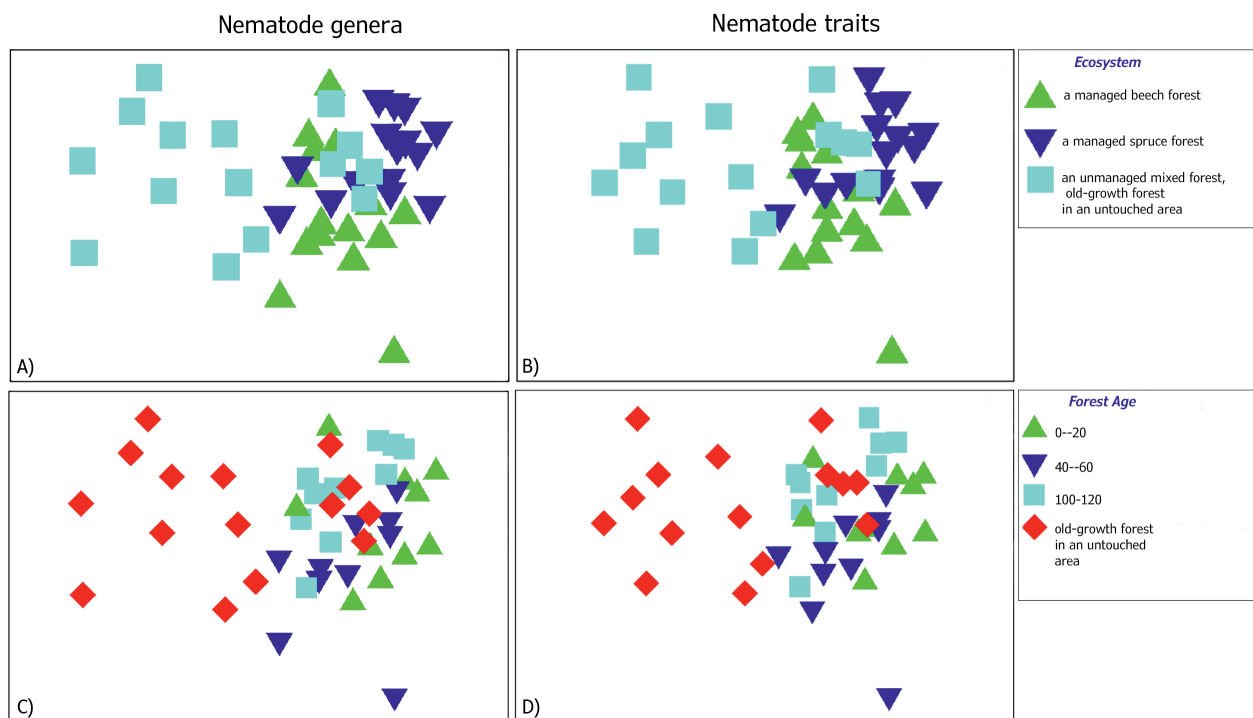 Nematode genera
Nematode traits
Ecosystem
a managed beech forest
a managed spruce forest
an unmanaged mixed forest,
old-growth forest
in an untouched area
A)
B)
Forest Age
0--20
40--60
100-120
old-growth forest
in an untouched
area
C)
D)